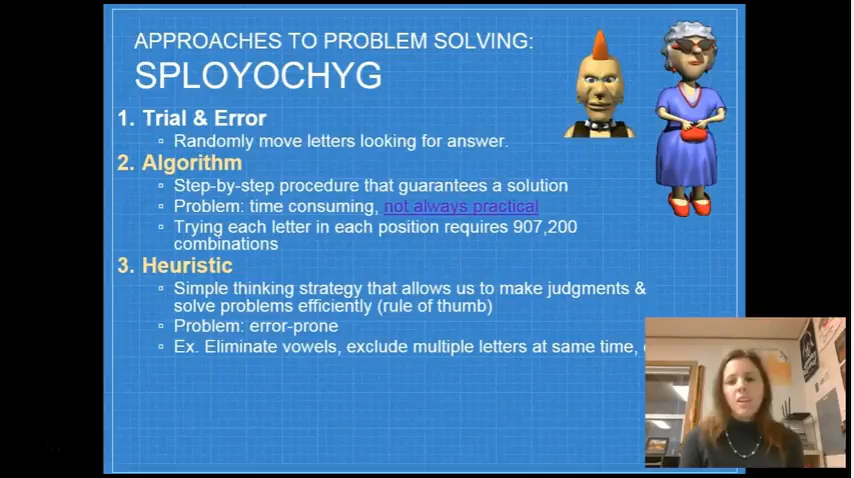 APPROACHES TO PROBLEM SOLVING:
SPLOYOCHYG
1. Trial & Error
▫ Randomly move letters looking for answer.
2. Algorithm
▫ Step-by-step procedure that guarantees a solution
▫ Problem: time consuming, not always practical
▫ Trying each letter in each position requires 907,200
combinations
3. Heuristic
▫ Simple thinking strategy that allows us to make judgments &
solve problems efficiently (rule of thumb)
▫ Problem: error-prone
▫ Ex. Eliminate vowels, exclude multiple letters at same time,